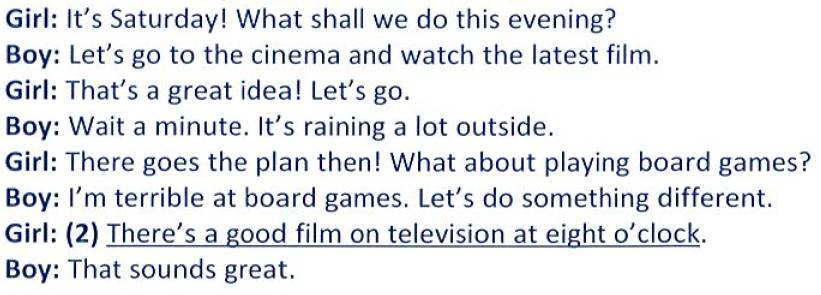 Girl: It's Saturday! What shall we do this evening?
Boy: Let's go to the cinema and watch the latest film.
Girl: That's a great idea! Let's go.
Boy: Wait a minute. It's raining a lot outside.
Girl: There goes the plan then! What about playing board games?
Boy: I'm terrible at board games. Let's do something different.
Girl: (2) There's a good film on television at eight o'clock.
Boy: That sounds great.